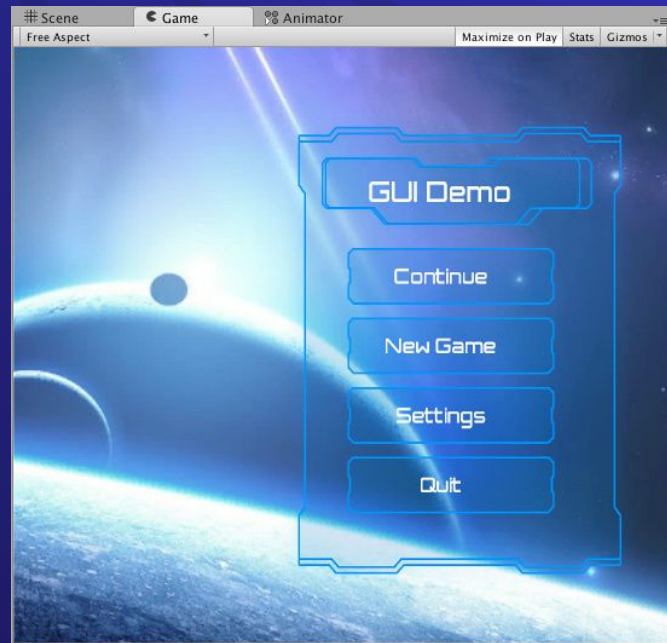 Scene
Game
Animator
Free Aspect
Maximize on Play
Stats
Gizmos
GUI Demo
Continue
New Game
Settings
Quit